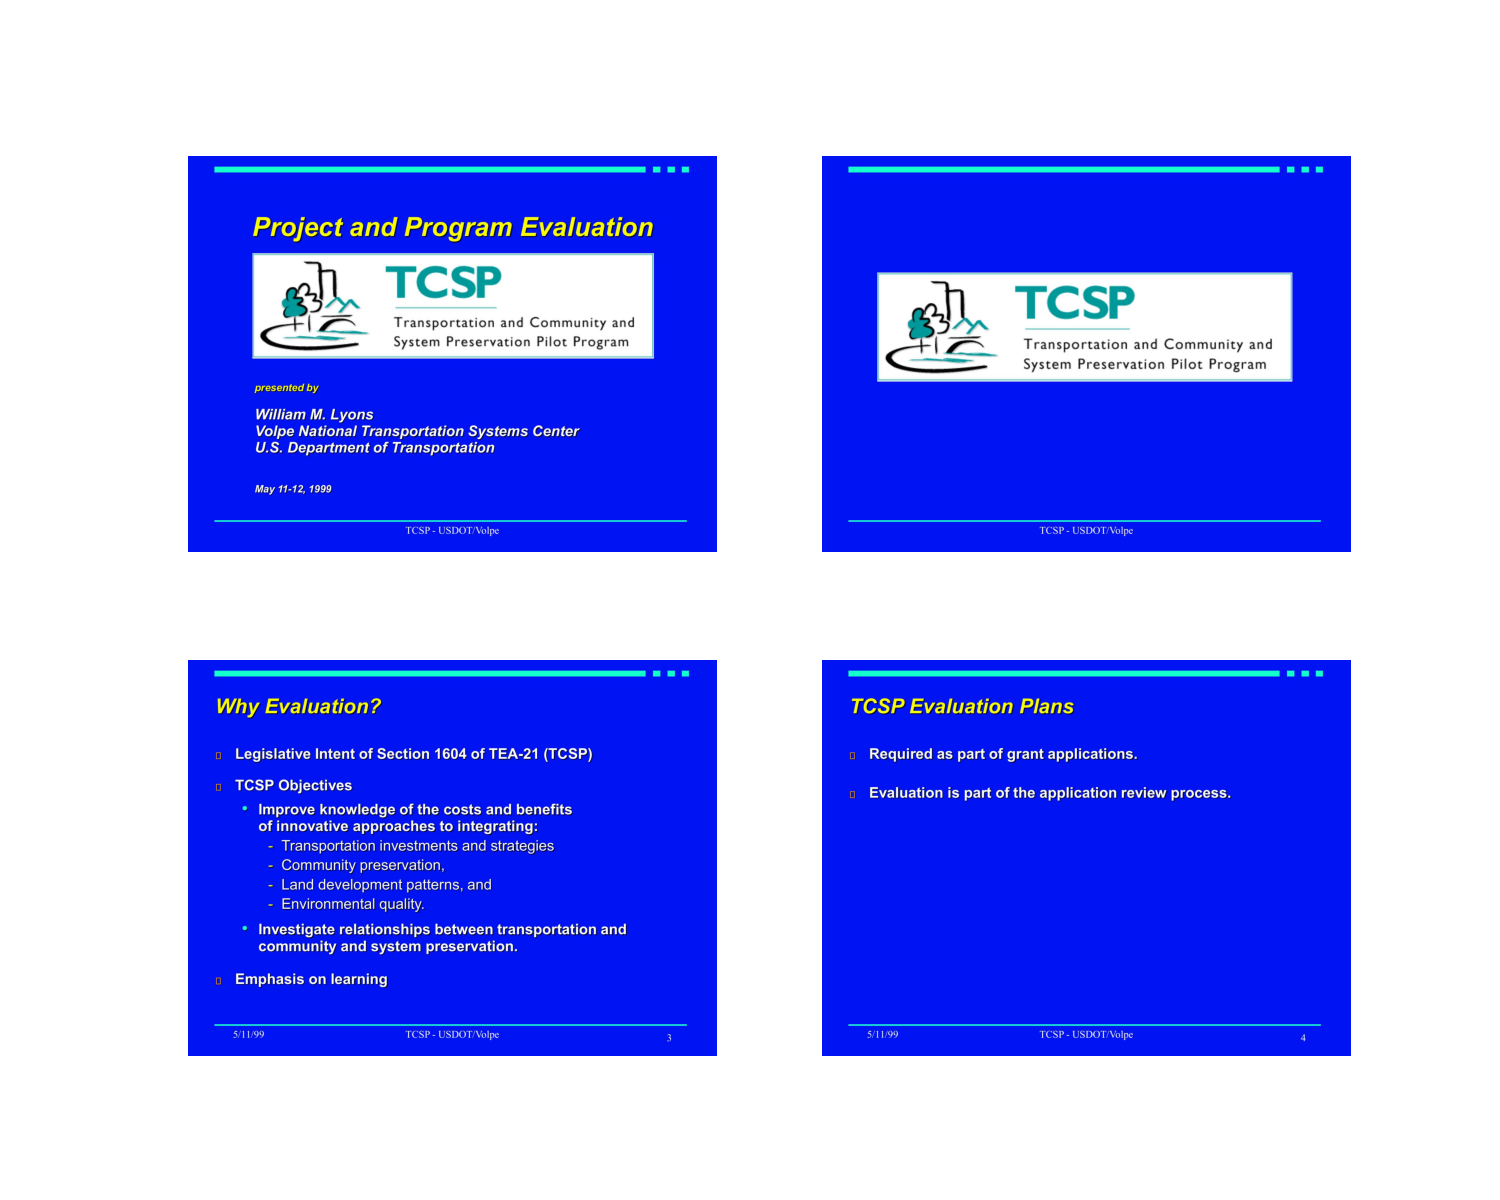 Project and Program Evaluation
TCSP
Transportation and Community and
System Preservation Pilot Program
presented by
William M. Lyons
Volpe National Transportation Systems Center
U.S. Department of Transportation
May 11-12, 1999
TCSP - USDOT/Volpe
TCSP
Transportation and Community and
System Preservation Pilot Program
TCSP - USDOT/Volpe
Why Evaluation?
Legislative Intent of Section 1604 of TEA-21 (TCSP)
TCSP Objectives
• Improve knowledge of the costs and benefits
of innovative approaches to integrating:
- Transportation investments and strategies
- Community preservation,
- Land development patterns, and
- Environmental quality.
• Investigate relationships between transportation and
community and system preservation.
Emphasis on learning
5/11/99 TCSP - USDOT/Volpe 3
TCSP Evaluation Plans
Required as part of grant applications.
Evaluation is part of the application review process.
5/11/99 TCSP - USDOT/Volpe 4